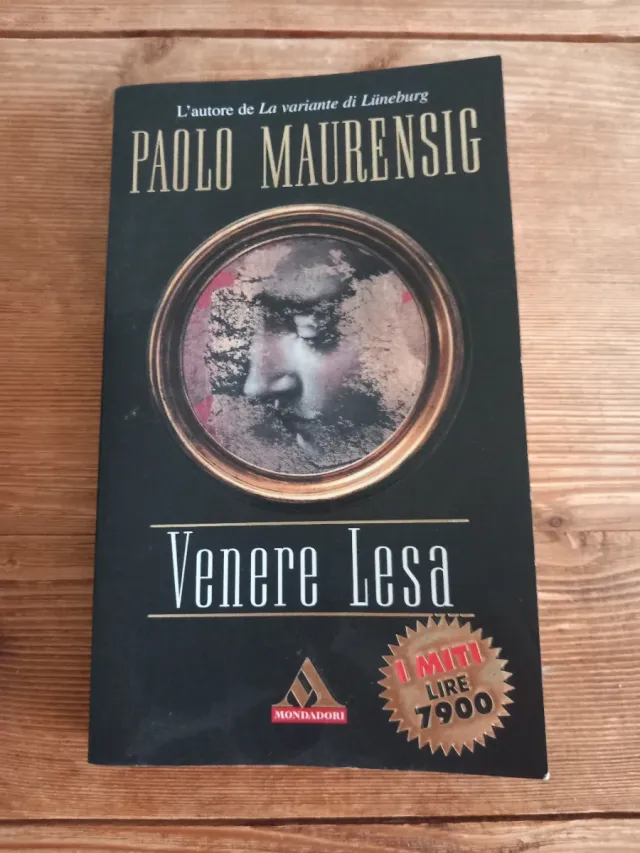 L'autore de La variante di Lüneburg
PAOLO MAURENSIG
Venere Lesa
MONDADORI
I MITI
LIRE
7900